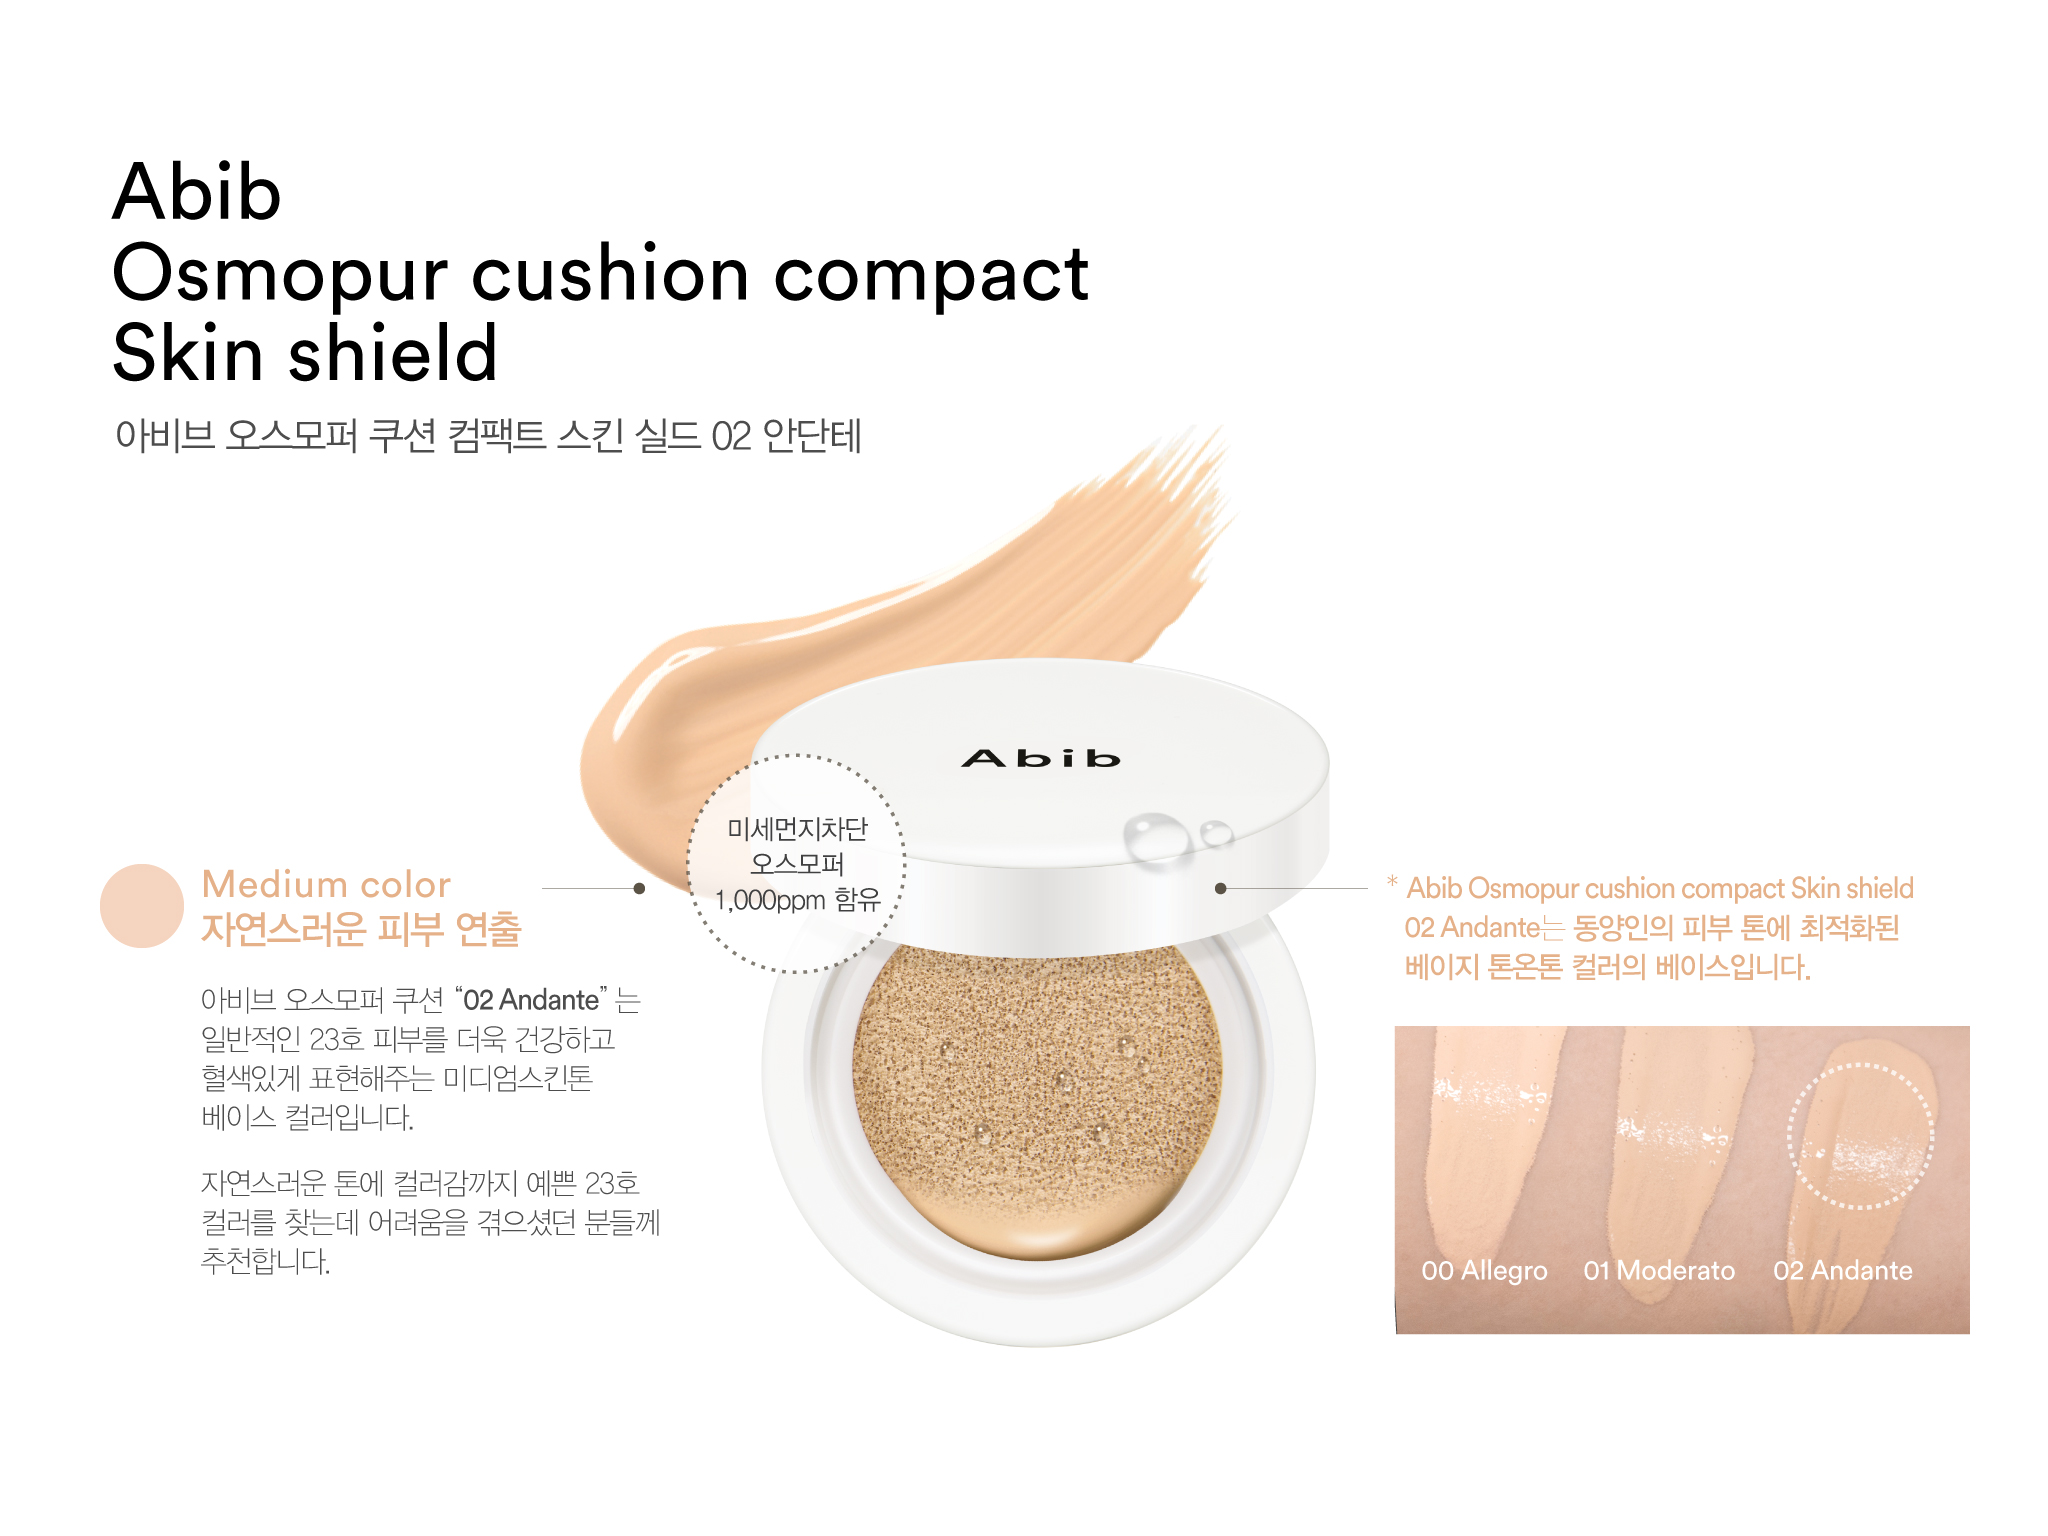 Abib
Osmopur cushion compact
Skin shield
아비브 오스모퍼 쿠션 컴팩트 스킨 실드 02 안단테
Abib
미세먼지차단
오스모퍼
1,000ppm 함유
Medium color
자연스러운 피부 연출
아비브 오스모퍼 쿠션 “02 Andante” 는
일반적인 23호 피부를 더욱 건강하고
혈색있게 표현해주는 미디엄스킨톤
베이스 컬러입니다.
자연스러운 톤에 컬러감까지 예쁜 23호
컬러를 찾는데 어려움을 겪으셨던 분들께
추천합니다.
* Abib Osmopur cushion compact Skin shield
02 Andante는 동양인의 피부 톤에 최적화된
베이지 톤온톤 컬러의 베이스입니다.
00 Allegro 01 Moderato 02 Andante